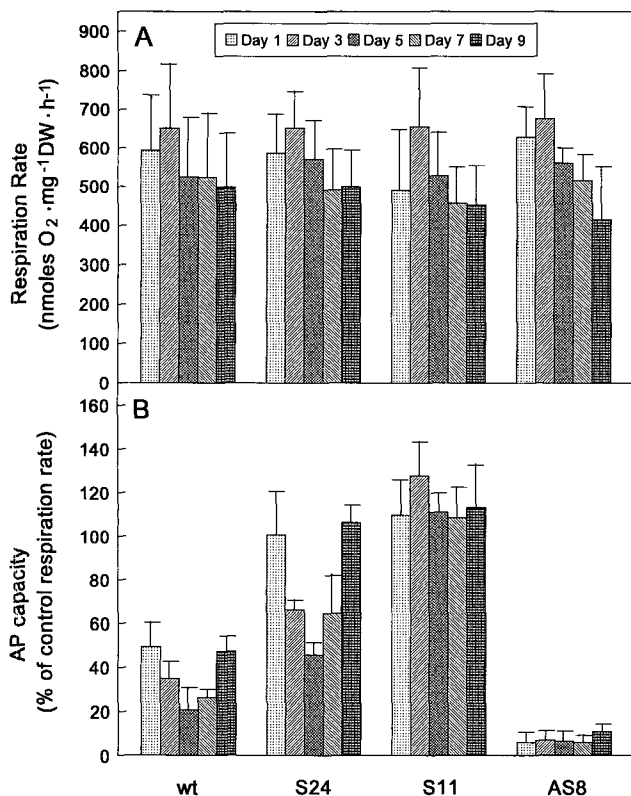 A
Day 1 Day 3 Day 5 Day 7 Day 9
Respiration Rate
(nmoles O₂ ·mg⁻¹DW·h⁻¹)
900
800
700
600
500
400
300
200
100
0
B
AP capacity
(% of control respiration rate)
160
140
120
100
80
60
40
20
0
wt S24 S11 AS8